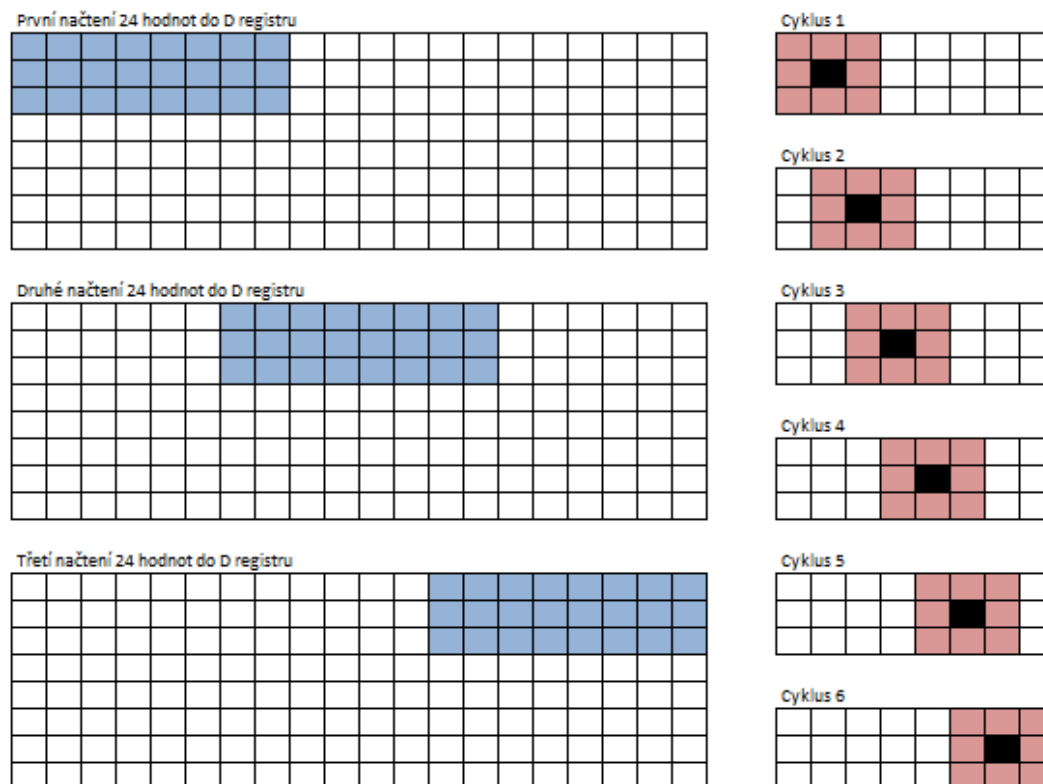 První načtení 24 hodnot do D registru
Cyklus 1
Cyklus 2
Druhé načtení 24 hodnot do D registru
Cyklus 3
Cyklus 4
Třetí načtení 24 hodnot do D registru
Cyklus 5
Cyklus 6